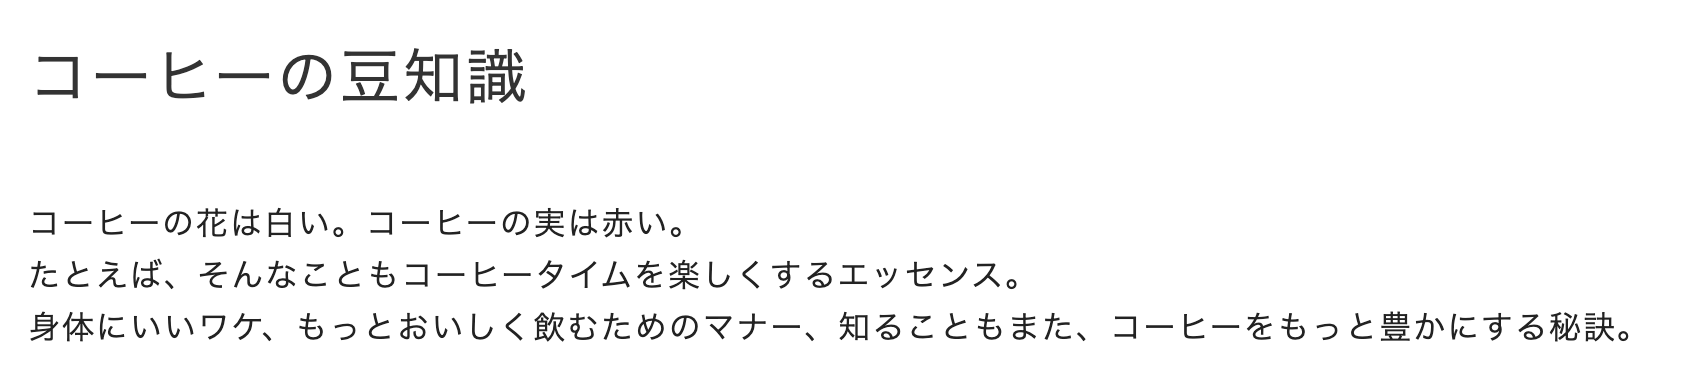 コーヒーの豆知識
コーヒーの花は白い。コーヒーの実は赤い。
たとえば、そんなこともコーヒータイムを楽しくするエッセンス。
身体にいいワケ、もっとおいしく飲むためのマナー、知ることもまた、コーヒーをもっと豊かにする秘訣。